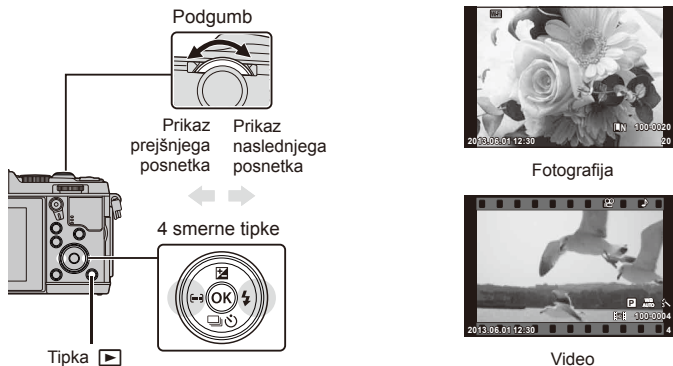 Podgumb
Prikaz prejšnjega posnetka
Prikaz naslednjega posnetka
4 smerne tipke
OK
Tipka
N 100-0020
2013.06.01 12:30 20
Fotografija
P AUTO
100-0004
2013.06.01 12:30 4
Video